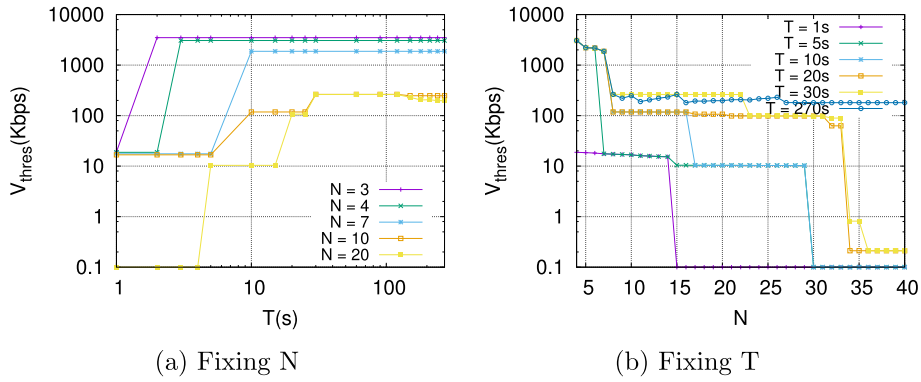 10000
1000
100
10
1
0.1
V_thres(Kbps)
1
10
100
T(s)
N = 3
N = 4
N = 7
N = 10
N = 20
(a) Fixing N
10000
1000
100
10
1
0.1
V_thres(Kbps)
5
10
15
20
25
30
35
40
N
T = 1s
T = 5s
T = 10s
T = 20s
T = 30s
T = 270s
(b) Fixing T